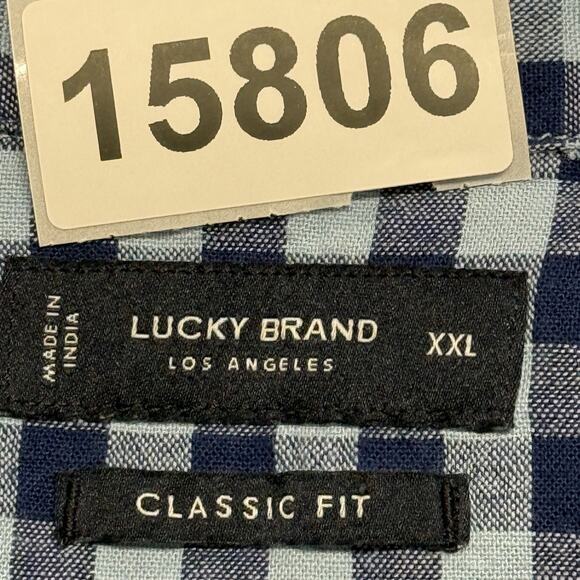 15806
MADE IN
INDIA
LUCKY BRAND
LOS ANGELES
XXL
CLASSIC FIT